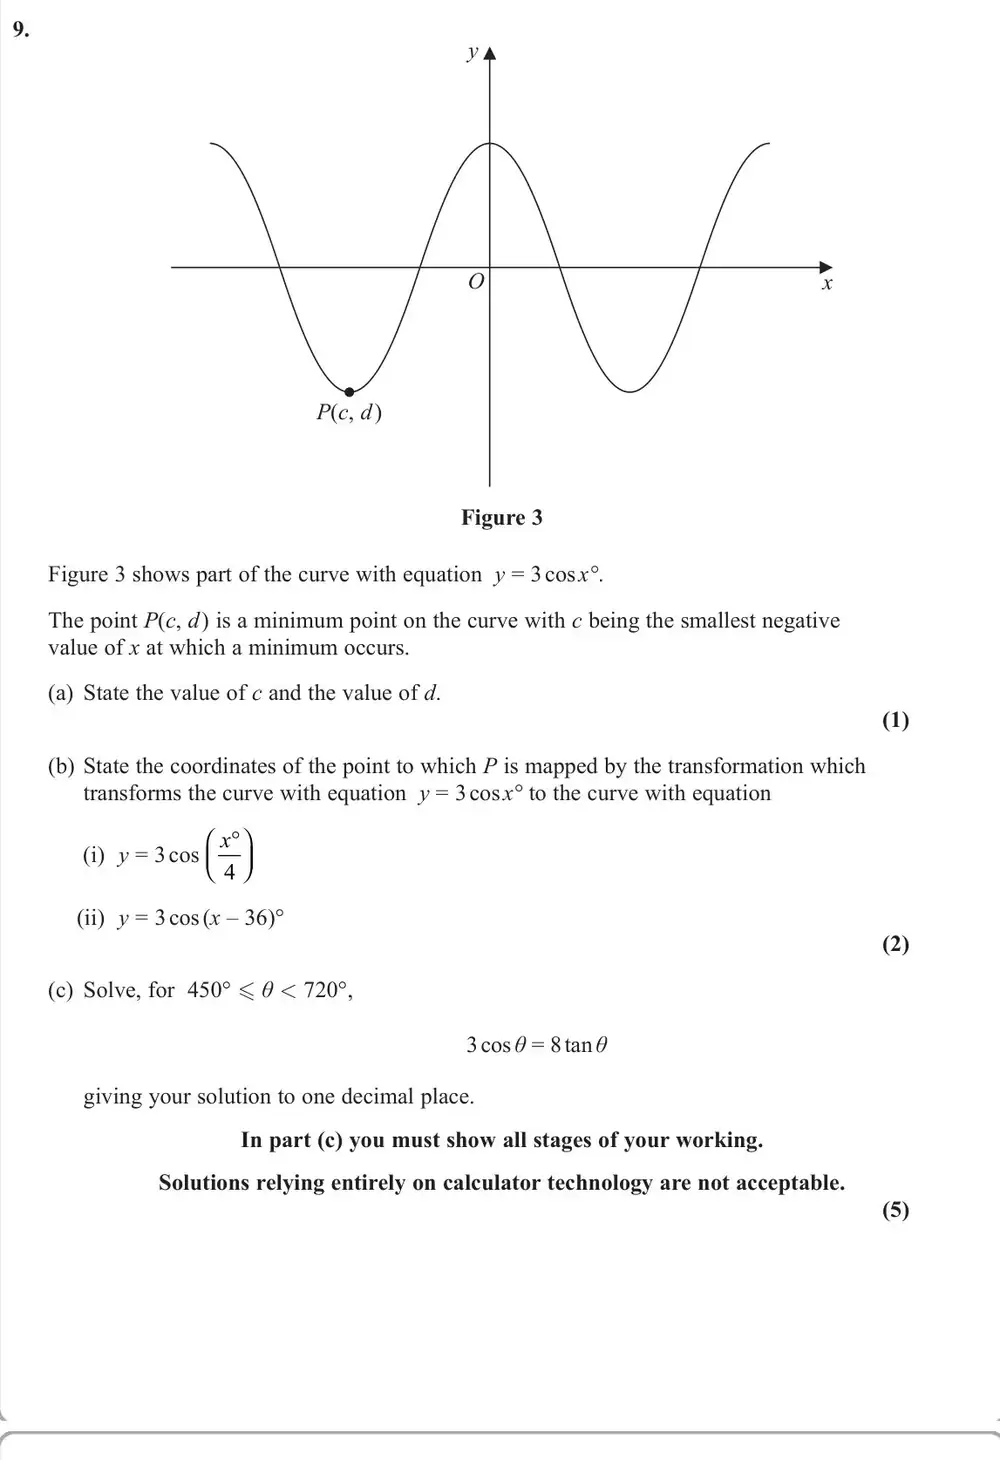 9.
y
O
x
P(c, d)
Figure 3
Figure 3 shows part of the curve with equation y = 3 cos x°.
The point P(c, d) is a minimum point on the curve with c being the smallest negative
value of x at which a minimum occurs.
(a) State the value of c and the value of d.
(1)
(b) State the coordinates of the point to which P is mapped by the transformation which
transforms the curve with equation y = 3 cos x° to the curve with equation
(i) y = 3 cos (x°/4)
(ii) y = 3 cos (x – 36)°
(2)
(c) Solve, for 450° ⩽ θ < 720°,
3 cos θ = 8 tan θ
giving your solution to one decimal place.
In part (c) you must show all stages of your working.
Solutions relying entirely on calculator technology are not acceptable.
(5)